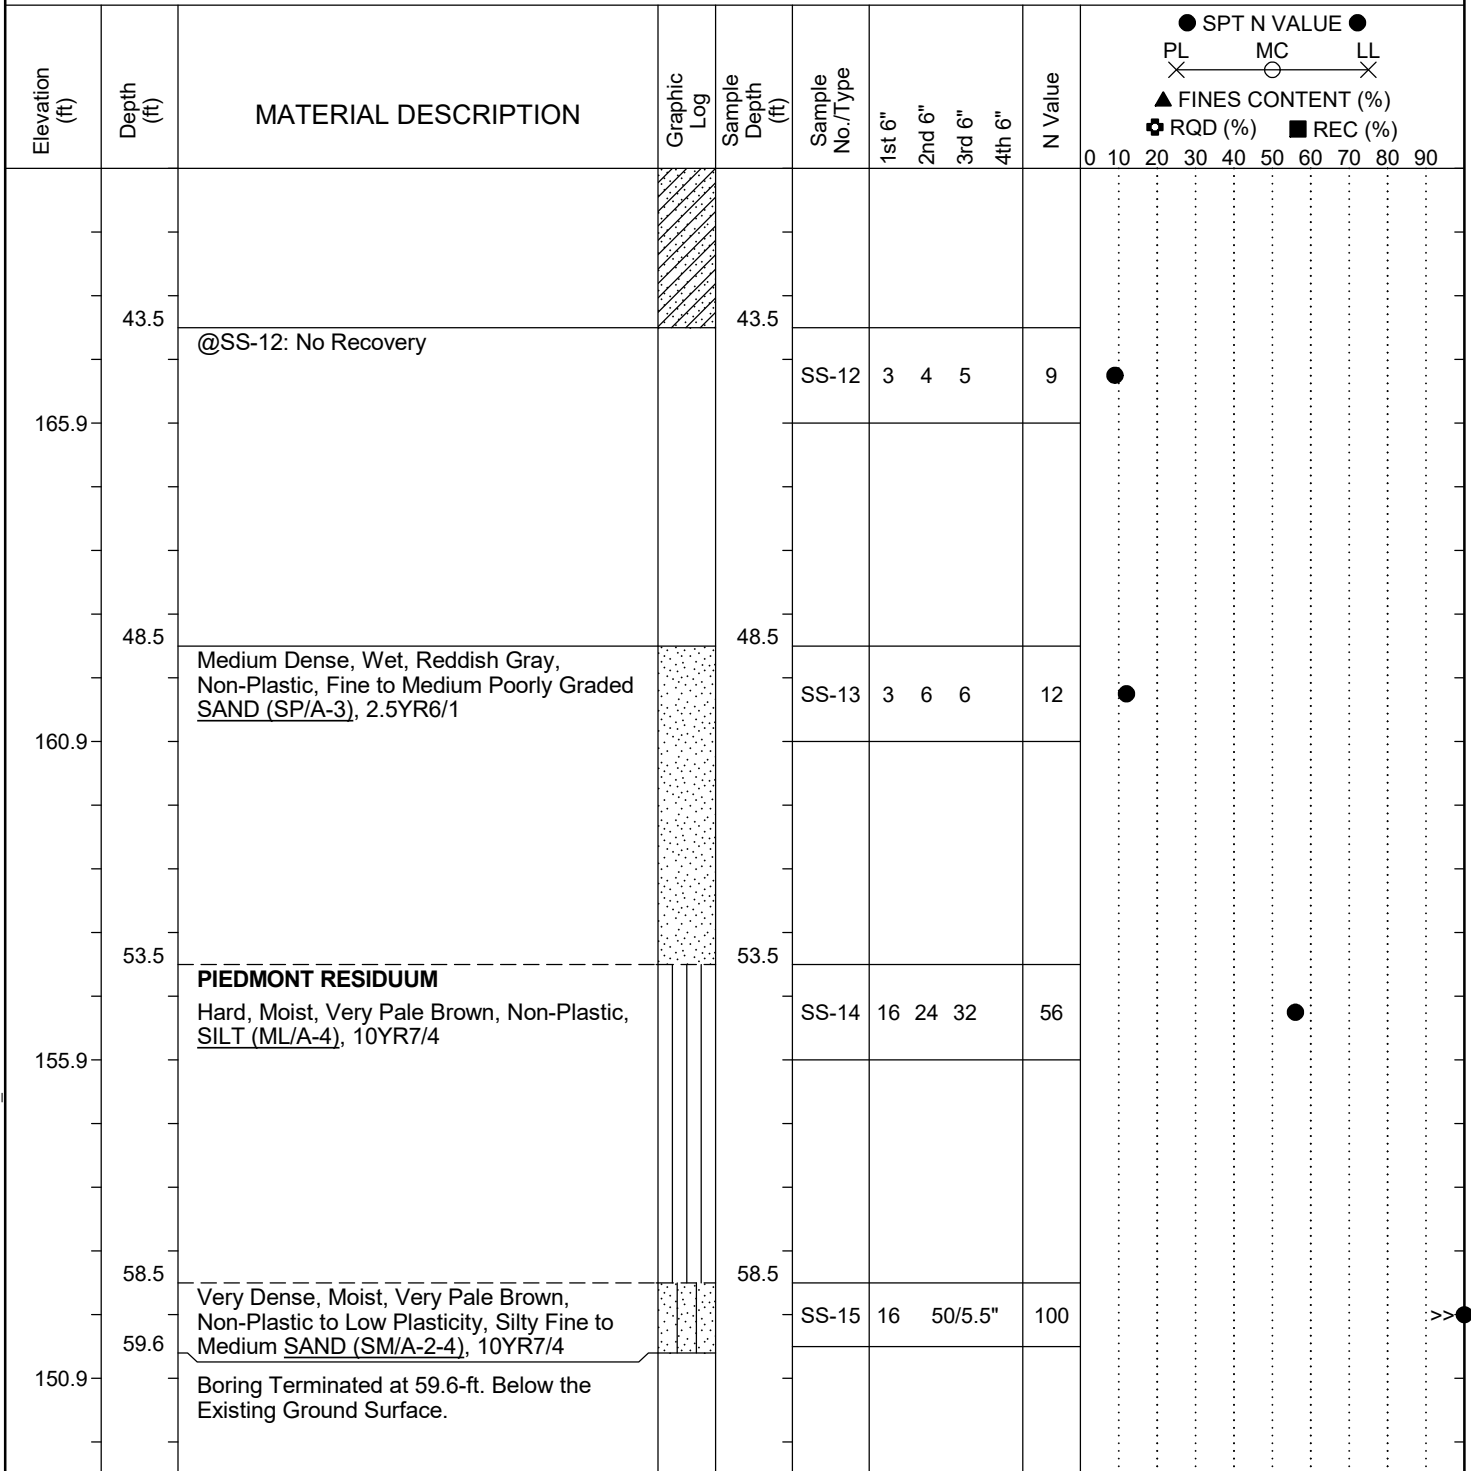 Elevation (ft)
Depth (ft)
MATERIAL DESCRIPTION
Graphic Log
Sample Depth (ft)
Sample No./Type
1st 6"
2nd 6"
3rd 6"
4th 6"
N Value
● SPT N VALUE ●
PL MC LL
▲ FINES CONTENT (%)
RQD (%) ■ REC (%)
0 10 20 30 40 50 60 70 80 90
43.5 43.5
@SS-12: No Recovery
SS-12 3 4 5 9
165.9
48.5 48.5
Medium Dense, Wet, Reddish Gray,
Non-Plastic, Fine to Medium Poorly Graded
SAND (SP/A-3), 2.5YR6/1
SS-13 3 6 6 12
160.9
53.5 53.5
PIEDMONT RESIDUUM
Hard, Moist, Very Pale Brown, Non-Plastic,
SILT (ML/A-4), 10YR7/4
SS-14 16 24 32 56
155.9
58.5 58.5
Very Dense, Moist, Very Pale Brown,
Non-Plastic to Low Plasticity, Silty Fine to
Medium SAND (SM/A-2-4), 10YR7/4
SS-15 16 50/5.5" 100 >>
59.6
150.9
Boring Terminated at 59.6-ft. Below the
Existing Ground Surface.